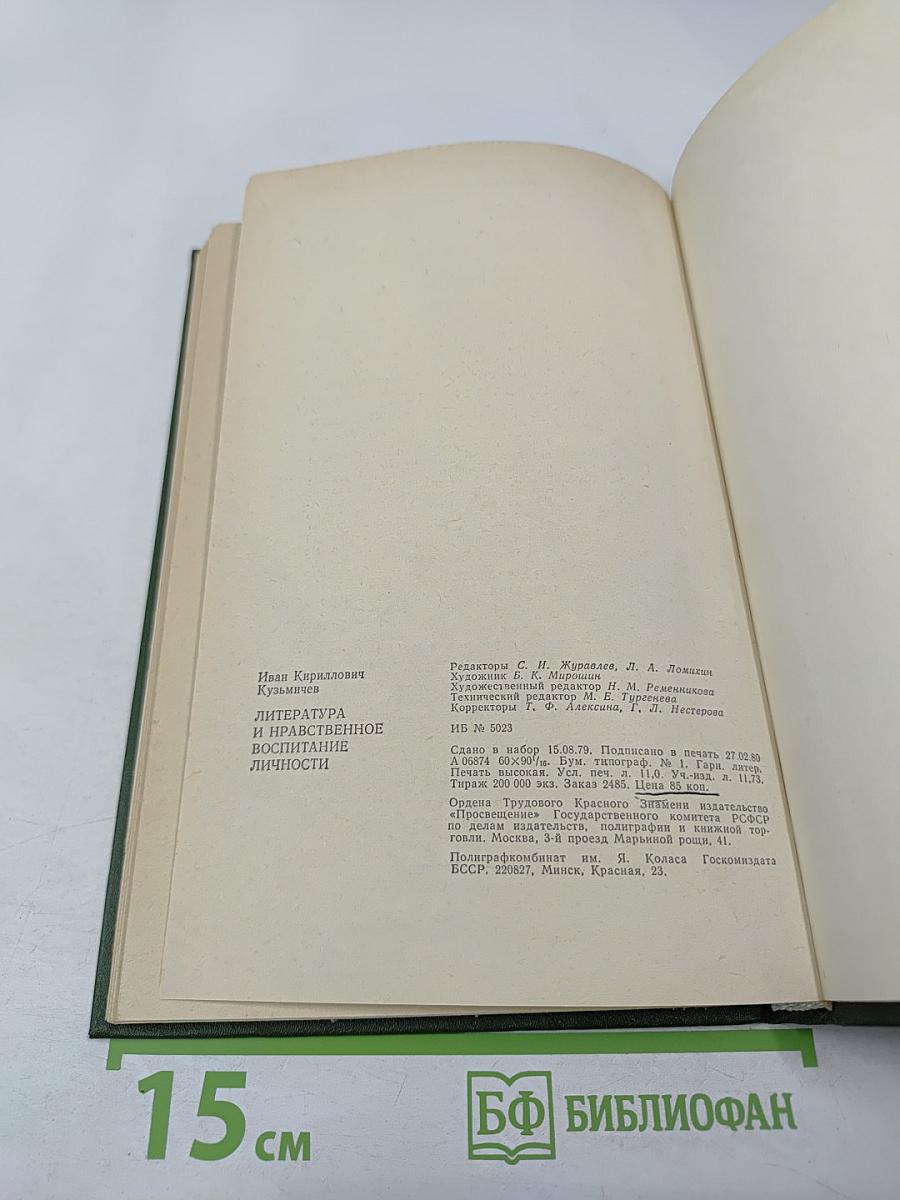 Иван Кириллович
Кузьмичев
ЛИТЕРАТУРА
И НРАВСТВЕННОЕ
ВОСПИТАНИЕ
ЛИЧНОСТИ
Редакторы С. И. Журавлев, Л. А. Ломихин
Художник Б. К. Мирошин
Художественный редактор Н. М. Ременникова
Технический редактор М. Е. Тургенева
Корректоры Т. Ф. Алексина, Г. Л. Нестерова
ИБ № 5023
Сдано в набор 15.08.79. Подписано в печать 27.02.80
А 06874 60×90 1/16. Бум. типограф. № 1. Гарн. литер.
Печать высокая. Усл. печ. л. 11,0. Уч.-изд. л. 11,73.
Тираж 200 000 экз. Заказ 2485. Цена 85 коп.
Ордена Трудового Красного Знамени издательство
«Просвещение» Государственного комитета РСФСР
по делам издательств, полиграфии и книжной тор-
говли. Москва, 3-й проезд Марьиной рощи, 41.
Полиграфкомбинат им. Я. Коласа Госкомиздата
БССР. 220827, Минск, Красная, 23.
15 см
БФ БИБЛИОФАН